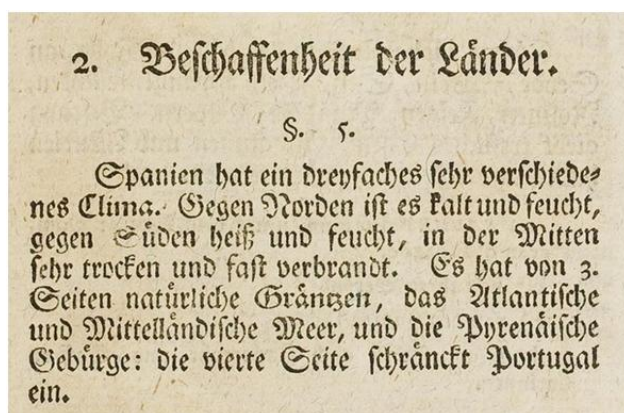 2. Beschaffenheit der Länder.
§. 5.
Spanien hat ein dreyfaches sehr verschiede-
nes Clima. Gegen Norden ist es kalt und feucht,
gegen Süden heiß und feucht, in der Mitten
sehr trocken und fast verbrandt. Es hat von 3.
Seiten natürliche Gräntzen, das Atlantische
und Mittelländische Meer, und die Pyrenäische
Gebürge: die vierte Seite schränckt Portugal
ein.